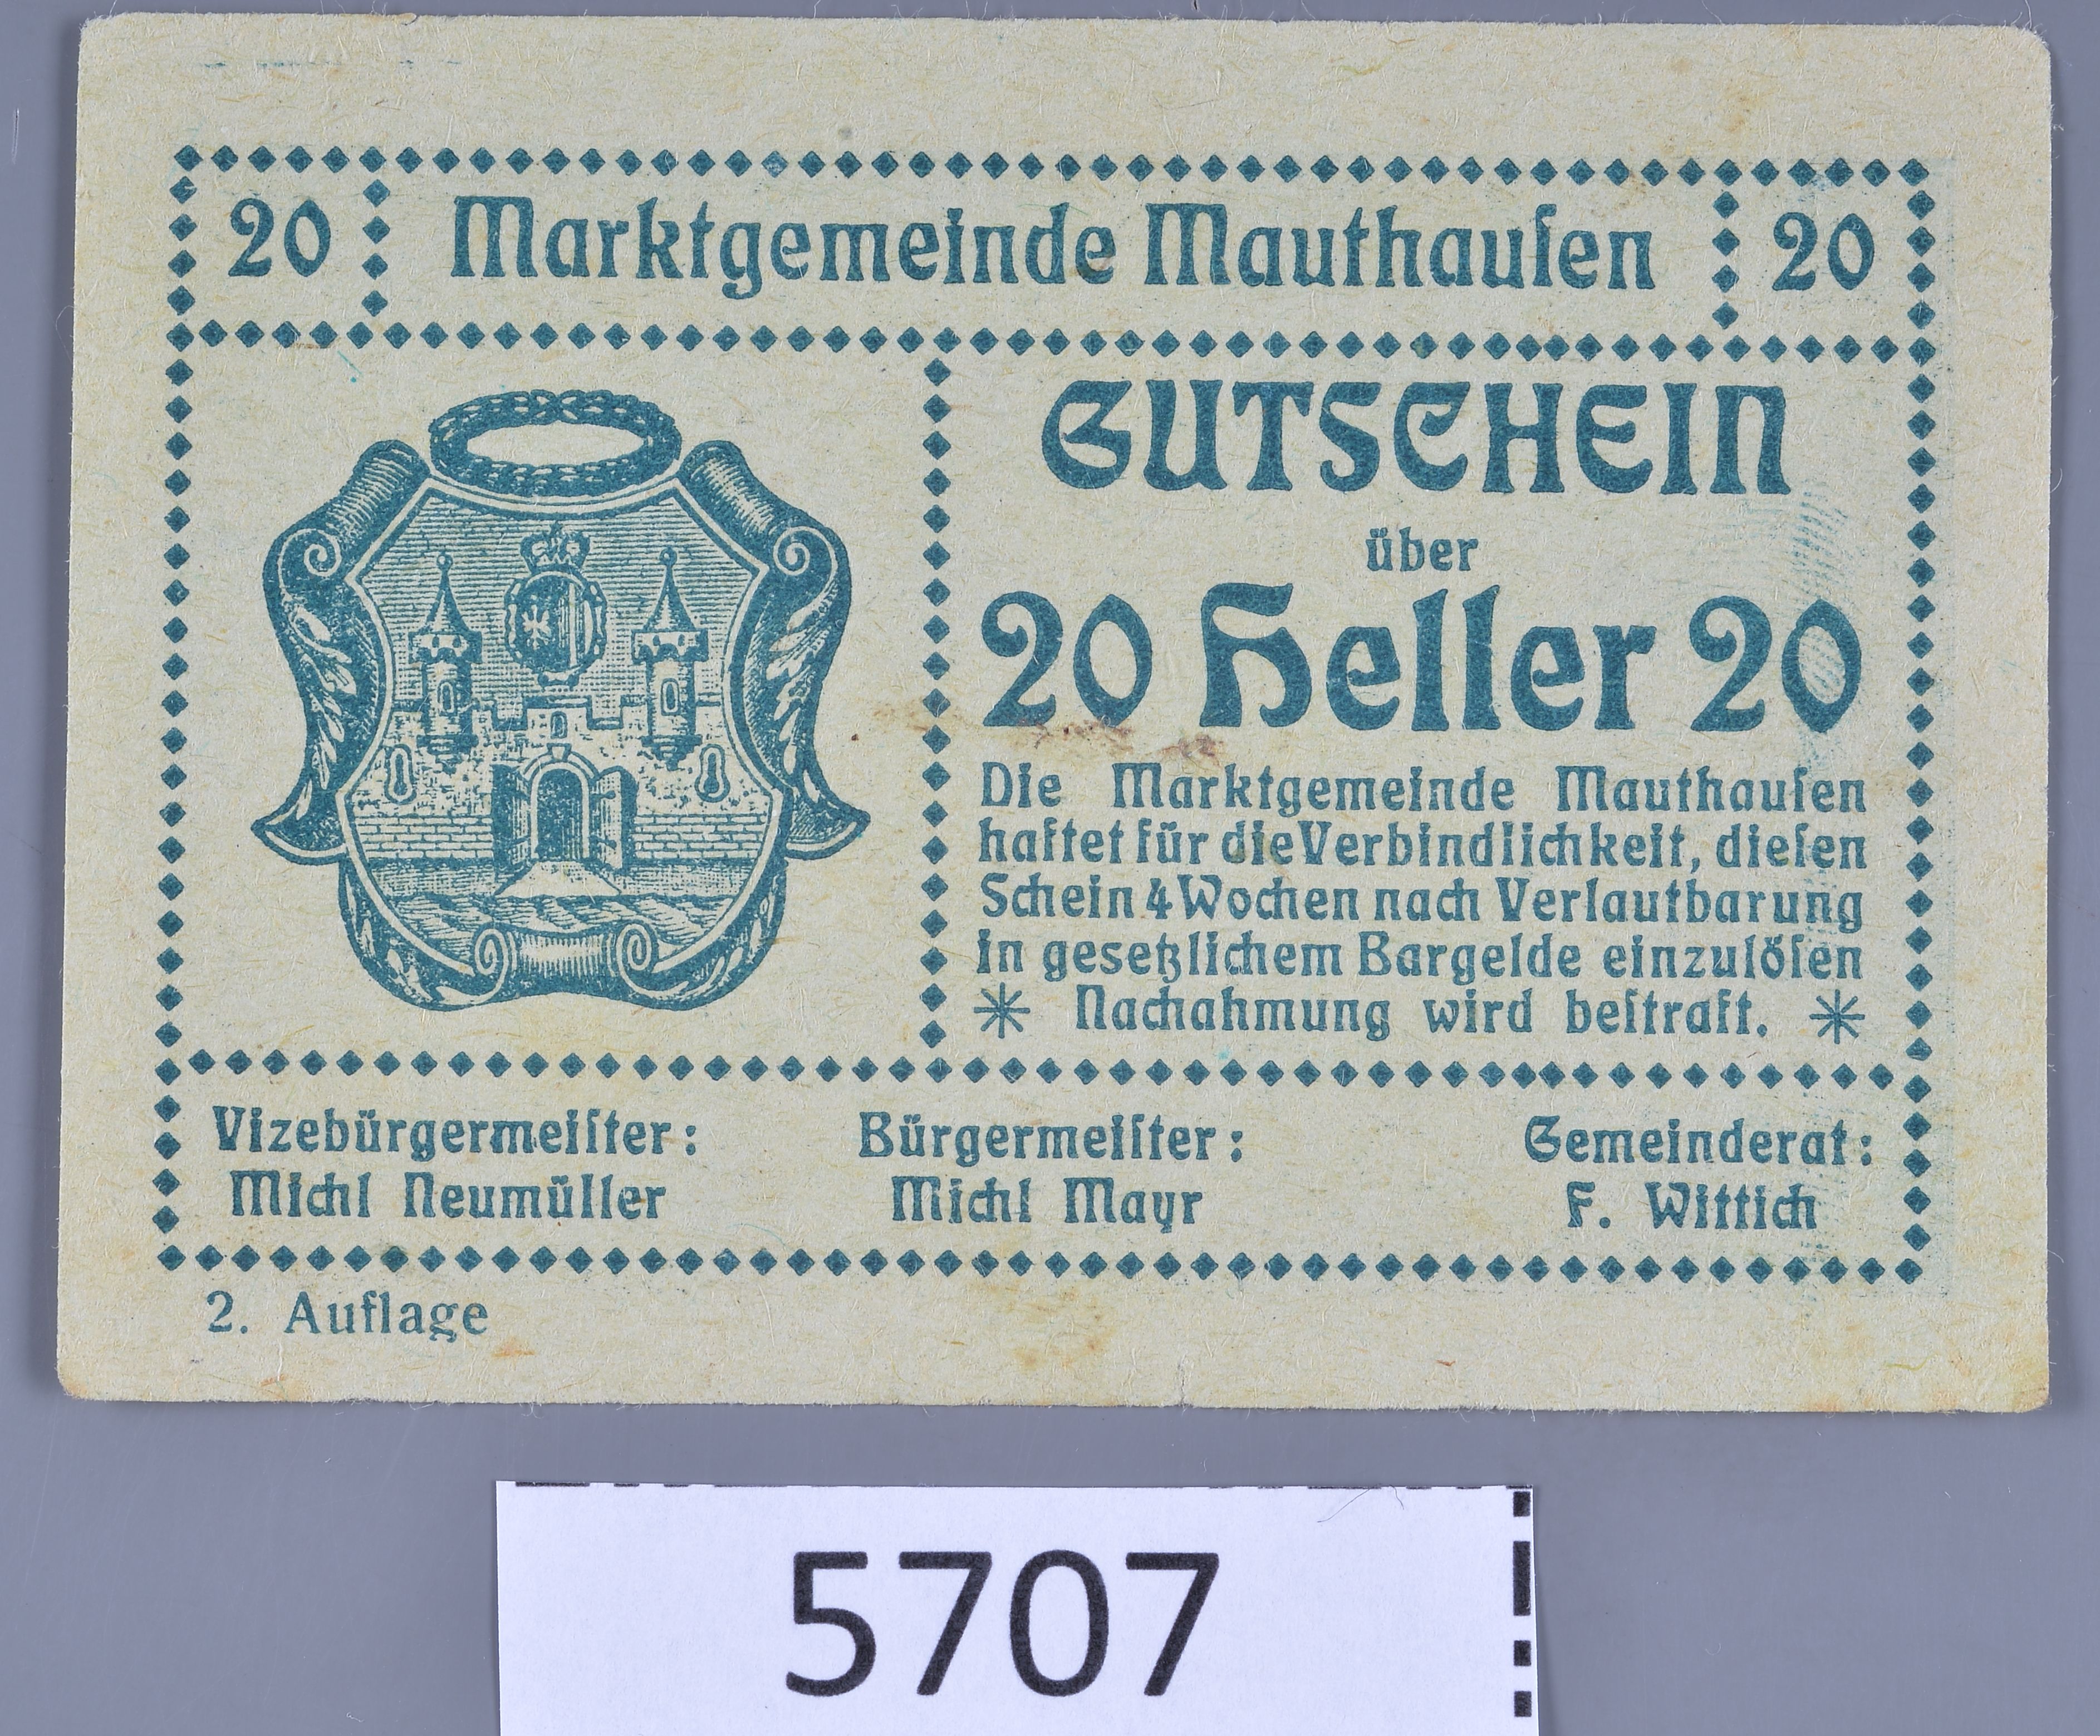 20 Marktgemeinde Mauthauſen 20
GUTSCHEIN
über
20 Heller 20
Die Marktgemeinde Mauthauſen
haftet für die Verbindlichkeit, dieſen
Schein 4 Wochen nach Verlautbarung
in gesetzlichem Bargelde einzulöſen
* Nachahmung wird beſtraft. *
Vizebürgermeiſter: Bürgermeiſter: Gemeinderat:
Michl Neumüller Michl Mayr F. Wittich
2. Auflage
5707